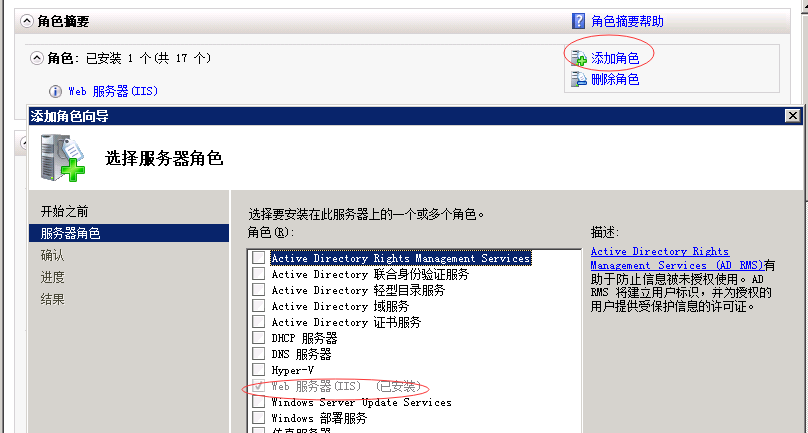 角色摘要
角色摘要帮助
角色: 已安装 1 个(共 17 个)
添加角色
删除角色
Web 服务器(IIS)
添加角色向导
选择服务器角色
开始之前
服务器角色
确认
进度
结果
选择要安装在此服务器上的一个或多个角色。
角色(R):
Active Directory Rights Management Services
Active Directory 联合身份验证服务
Active Directory 轻型目录服务
Active Directory 域服务
Active Directory 证书服务
DHCP 服务器
DNS 服务器
Hyper-V
Web 服务器(IIS) (已安装)
Windows Server Update Services
Windows 部署服务
传真服务器
描述:
Active Directory Rights
Management Services (AD RMS)有
助于防止信息被未授权使用。AD
RMS 将建立用户标识，并为授权的
用户提供受保护信息的许可证。